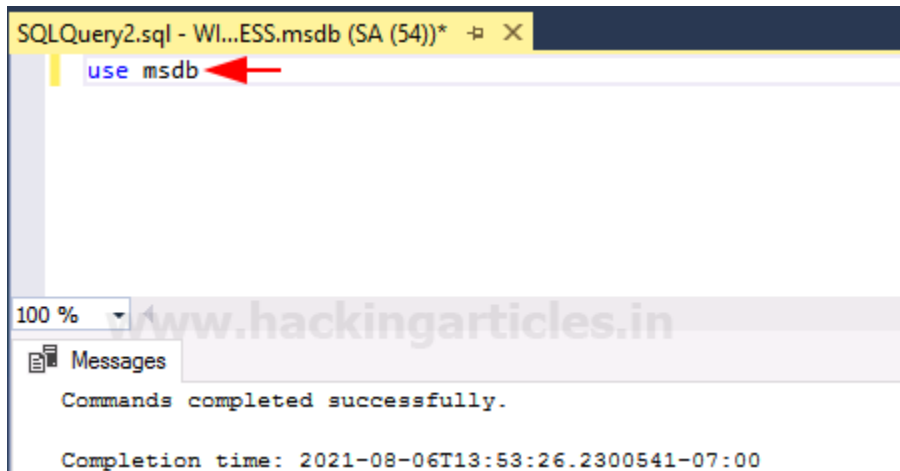 SQLQuery2.sql - WI...ESS.msdb (SA (54))*
use msdb
100 %
www.hackingarticles.in
Messages
Commands completed successfully.
Completion time: 2021-08-06T13:53:26.2300541-07:00